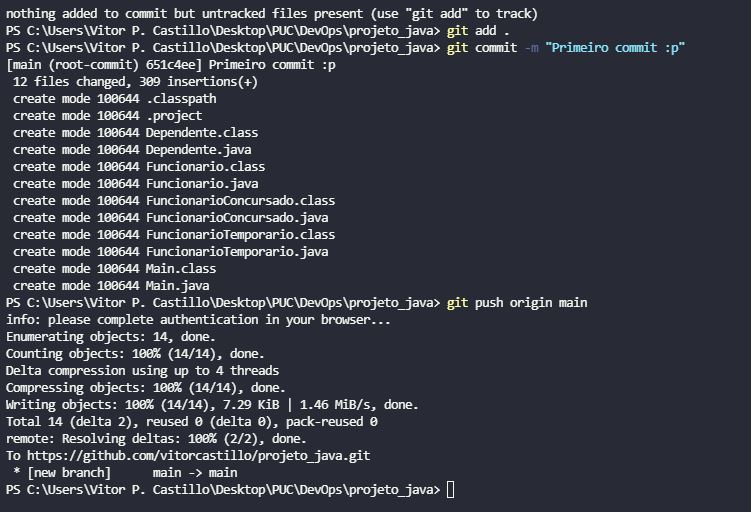 nothing added to commit but untracked files present (use "git add" to track)
PS C:\Users\Vitor P. Castillo\Desktop\PUC\DevOps\projeto_java> git add .
PS C:\Users\Vitor P. Castillo\Desktop\PUC\DevOps\projeto_java> git commit -m "Primeiro commit :p"
[main (root-commit) 651c4ee] Primeiro commit :p
 12 files changed, 309 insertions(+)
 create mode 100644 .classpath
 create mode 100644 .project
 create mode 100644 Dependente.class
 create mode 100644 Dependente.java
 create mode 100644 Funcionario.class
 create mode 100644 Funcionario.java
 create mode 100644 FuncionarioConcursado.class
 create mode 100644 FuncionarioConcursado.java
 create mode 100644 FuncionarioTemporario.class
 create mode 100644 FuncionarioTemporario.java
 create mode 100644 Main.class
 create mode 100644 Main.java
PS C:\Users\Vitor P. Castillo\Desktop\PUC\DevOps\projeto_java> git push origin main
info: please complete authentication in your browser...
Enumerating objects: 14, done.
Counting objects: 100% (14/14), done.
Delta compression using up to 4 threads
Compressing objects: 100% (14/14), done.
Writing objects: 100% (14/14), 7.29 KiB | 1.46 MiB/s, done.
Total 14 (delta 2), reused 0 (delta 0), pack-reused 0
remote: Resolving deltas: 100% (2/2), done.
To https://github.com/vitorcastillo/projeto_java.git
 * [new branch]      main -> main
PS C:\Users\Vitor P. Castillo\Desktop\PUC\DevOps\projeto_java>